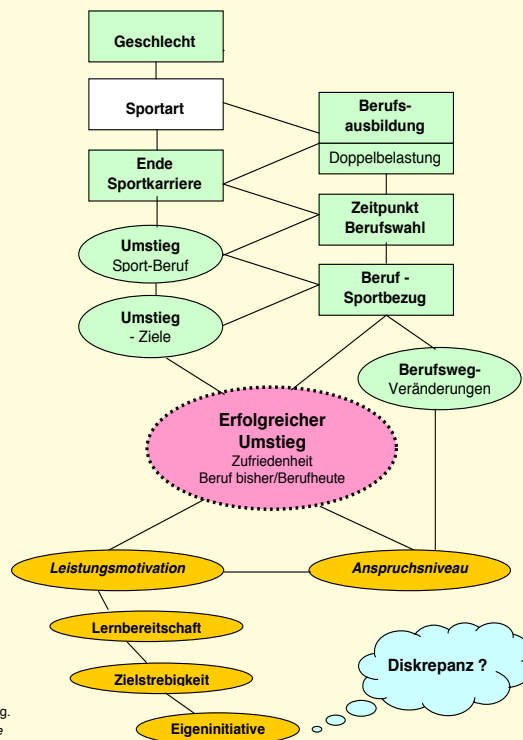 Geschlecht
Sportart
Berufs-
ausbildung
Doppelbelastung
Ende
Sportkarriere
Zeitpunkt
Berufswahl
Umstieg
Sport-Beruf
Beruf -
Sportbezug
Umstieg
- Ziele
Berufsweg-
Veränderungen
Erfolgreicher
Umstieg
Zufriedenheit
Beruf bisher/Berufheute
Leistungsmotivation
Anspruchsniveau
Lernbereitschaft
Diskrepanz ?
Zielstrebigkeit
g.
e
Eigeninitiative